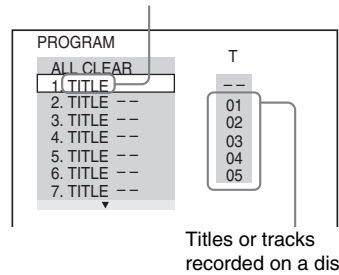 PROGRAM
T
ALL CLEAR
1. TITLE
– –
2. TITLE – –
01
3. TITLE – –
02
4. TITLE – –
03
5. TITLE – –
04
6. TITLE – –
05
7. TITLE – –
Titles or tracks
recorded on a dis